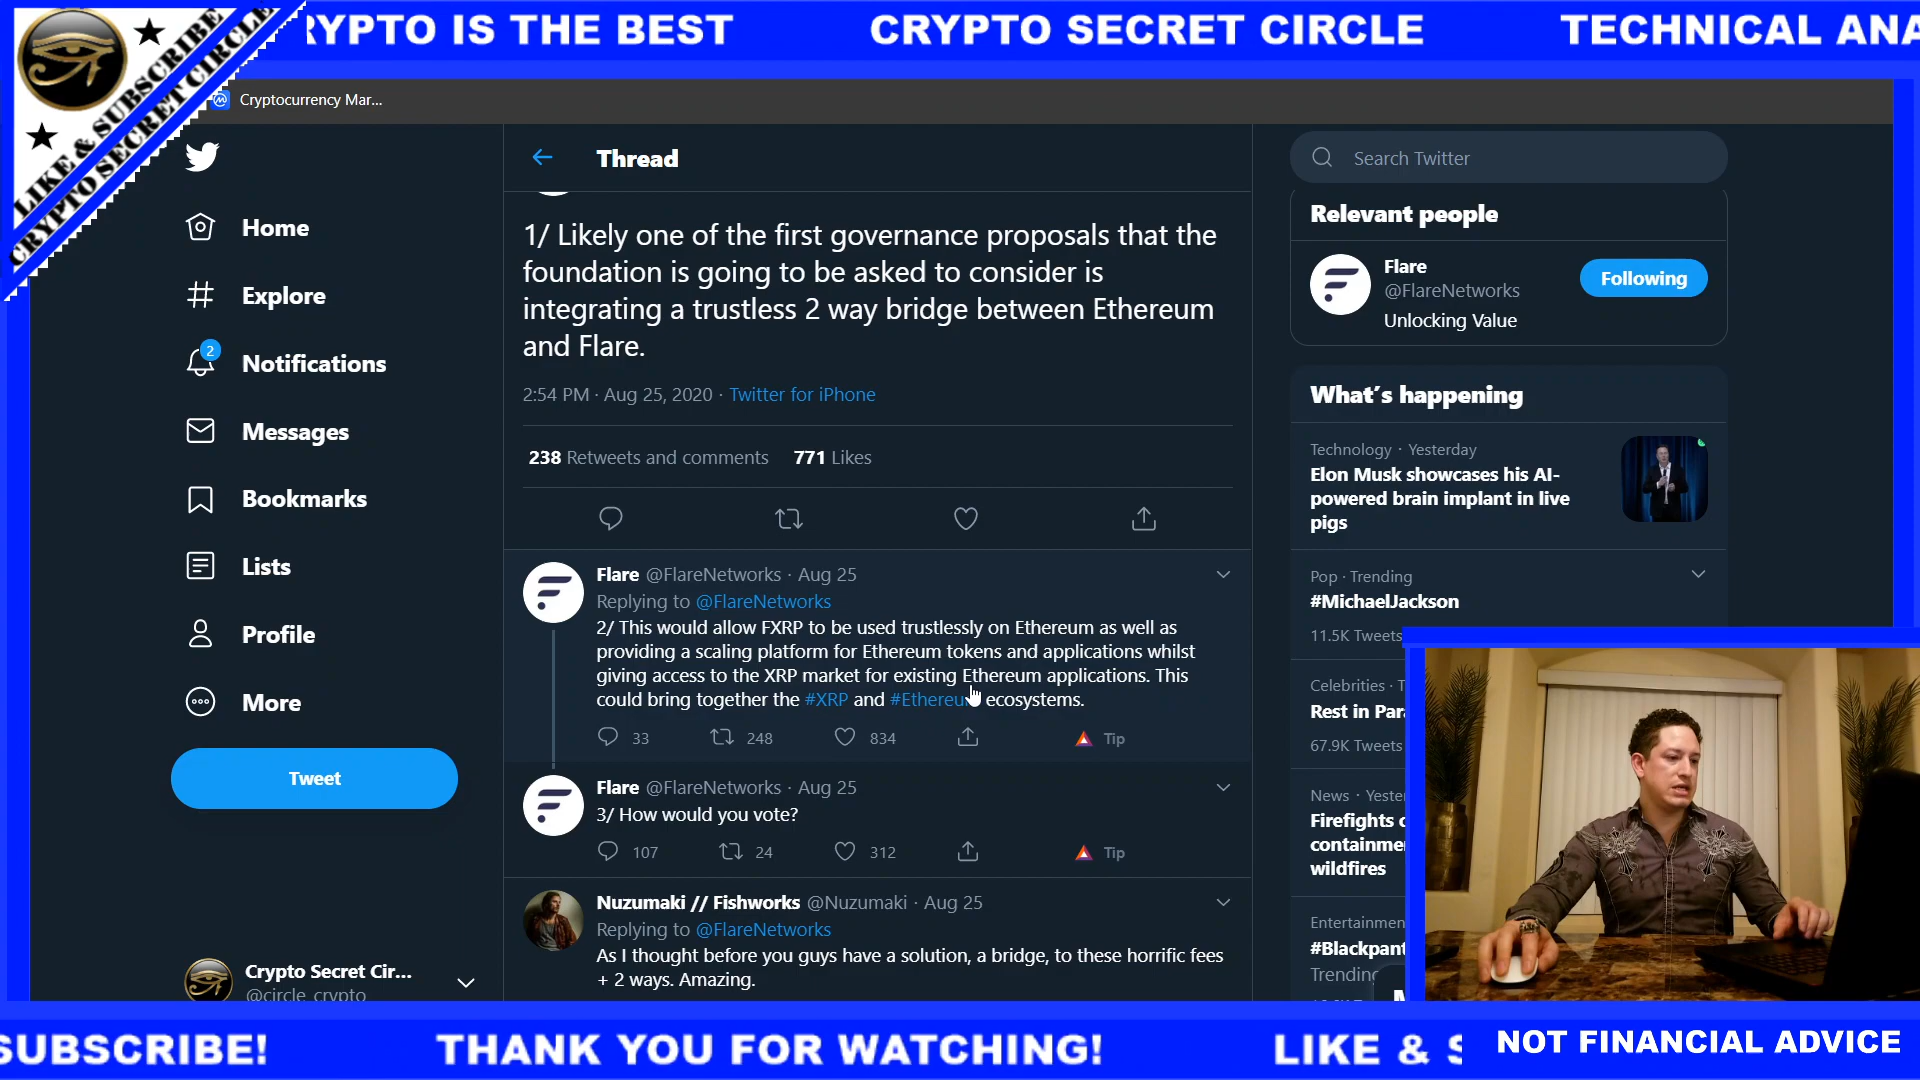 RYPTO IS THE BEST CRYPTO SECRET CIRCLE TECHNICAL ANA
LIKE & SUBSCRIBE
CRYPTO SECRET CIRCLE
Cryptocurrency Mar...
Home
Explore
2
Notifications
Messages
Bookmarks
Lists
Profile
More
Tweet
Crypto Secret Cir...
@circle_crypto
Thread
1/ Likely one of the first governance proposals that the
foundation is going to be asked to consider is
integrating a trustless 2 way bridge between Ethereum
and Flare.
2:54 PM · Aug 25, 2020 · Twitter for iPhone
238 Retweets and comments 771 Likes
Flare @FlareNetworks · Aug 25
Replying to @FlareNetworks
2/ This would allow FXRP to be used trustlessly on Ethereum as well as
providing a scaling platform for Ethereum tokens and applications whilst
giving access to the XRP market for existing Ethereum applications. This
could bring together the #XRP and #Ethereu ecosystems.
33 248 834 Tip
Flare @FlareNetworks · Aug 25
3/ How would you vote?
107 24 312 Tip
Nuzumaki // Fishworks @Nuzumaki · Aug 25
Replying to @FlareNetworks
As I thought before you guys have a solution, a bridge, to these horrific fees
+ 2 ways. Amazing.
Search Twitter
Relevant people
Flare
@FlareNetworks
Following
Unlocking Value
What's happening
Technology · Yesterday
Elon Musk showcases his AI-
powered brain implant in live
pigs
Pop · Trending
#MichaelJackson
11.5K Tweets
Celebrities · T
Rest in Par
67.9K Tweets
News · Yeste
Firefights c
containme
wildfires
Entertainmen
#Blackpant
Trending
SUBSCRIBE! THANK YOU FOR WATCHING! LIKE & S
NOT FINANCIAL ADVICE